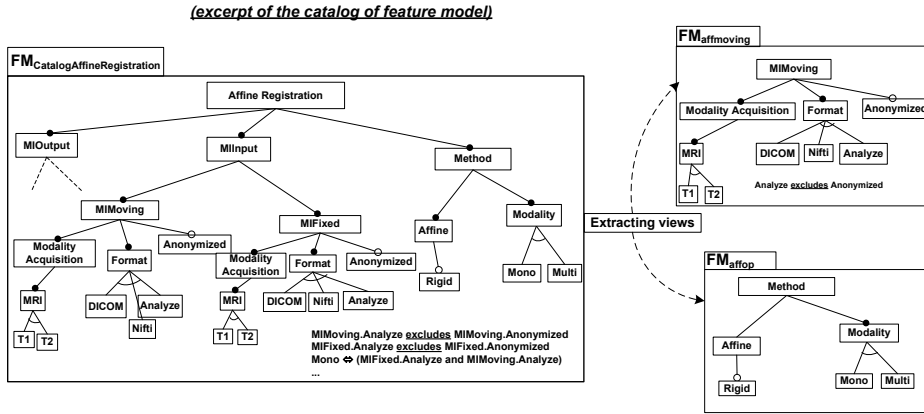 (excerpt of the catalog of feature model)
FMCatalogAffineRegistration
Affine Registration
MIOutput
MIInput
Method
MIMoving
MIFixed
Affine
Modality
Modality
Acquisition
Format
Anonymized
Modality
Acquisition
Format
Anonymized
Rigid
Mono
Multi
MRI
DICOM
Nifti
Analyze
MRI
DICOM
Nifti
Analyze
T1
T2
T1
T2
MIMoving.Analyze excludes MIMoving.Anonymized
MIFixed.Analyze excludes MIFixed.Anonymized
Mono ⇔ (MIFixed.Analyze and MIMoving.Analyze)
...
Extracting views
FMaffmoving
MIMoving
Modality Acquisition
Format
Anonymized
MRI
DICOM
Nifti
Analyze
T1
T2
Analyze excludes Anonymized
FMaffop
Method
Affine
Modality
Rigid
Mono
Multi